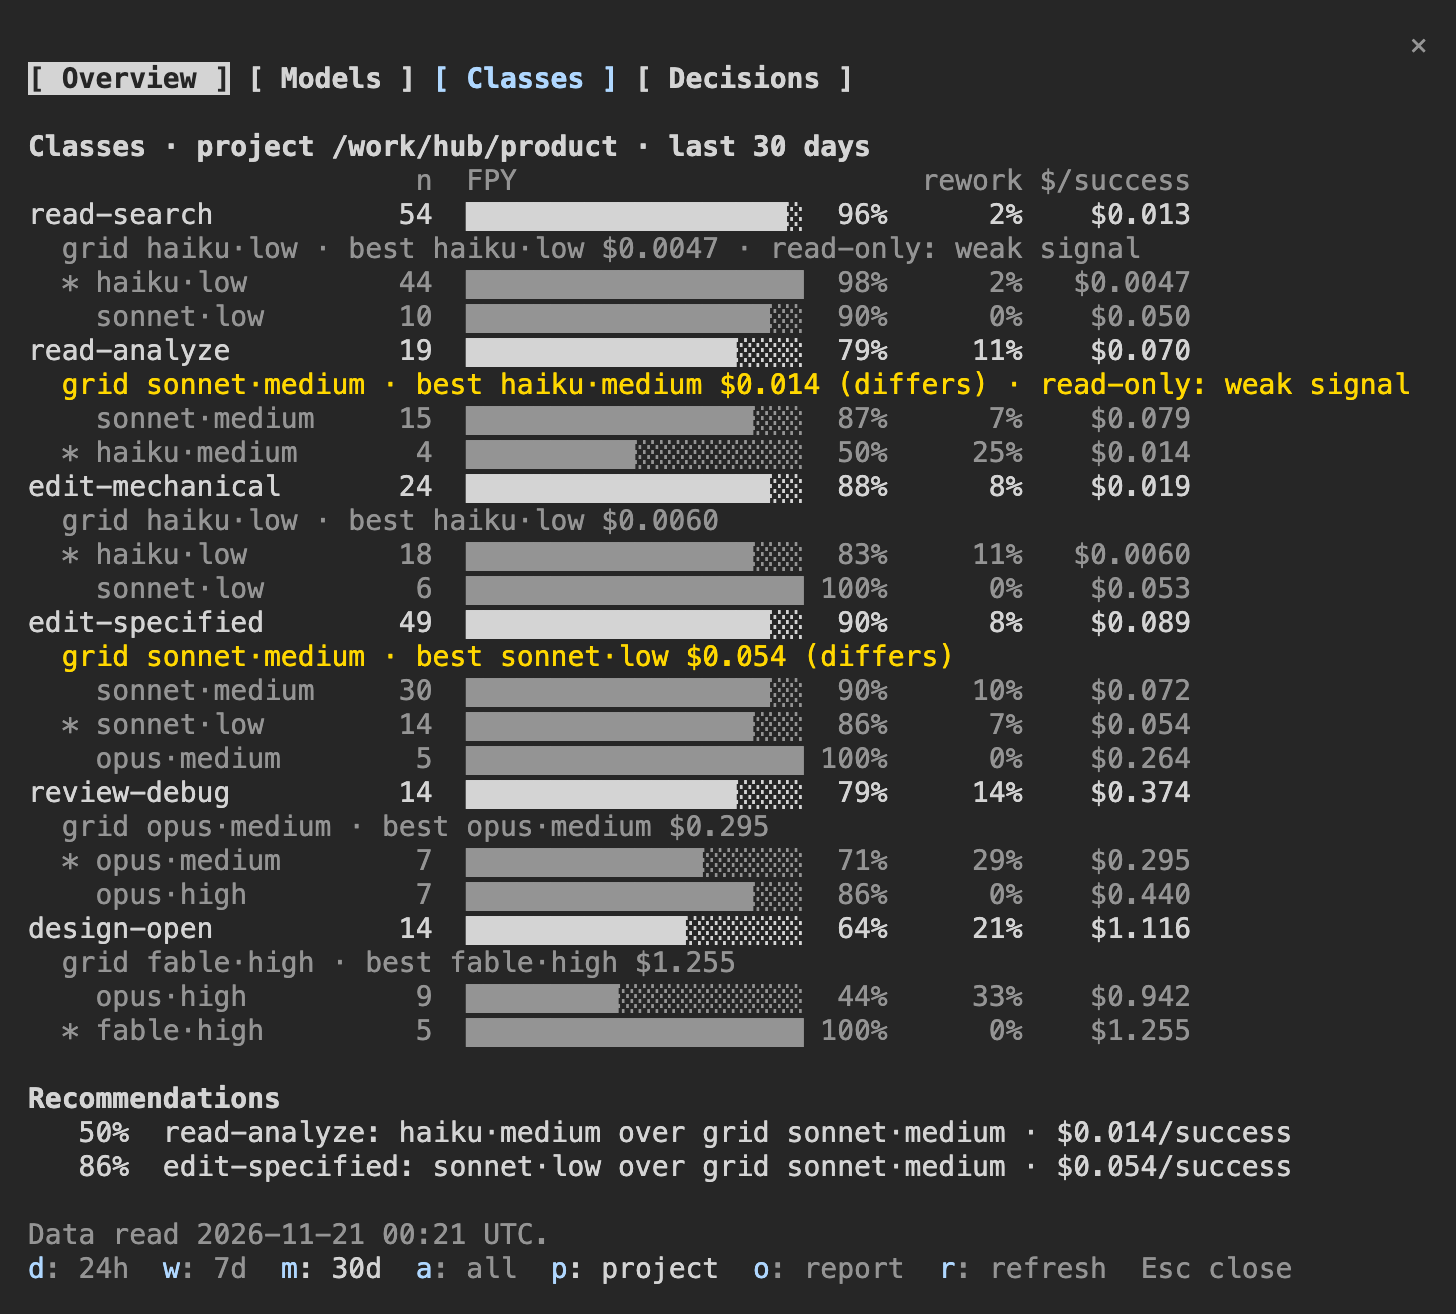 ×
[ Overview ] [ Models ] [ Classes ] [ Decisions ]
Classes · project /work/hub/product · last 30 days
n FPY rework $/success
read-search 54 96% 2% $0.013
grid haiku·low · best haiku·low $0.0047 · read-only: weak signal
* haiku·low 44 98% 2% $0.0047
sonnet·low 10 90% 0% $0.050
read-analyze 19 79% 11% $0.070
grid sonnet·medium · best haiku·medium $0.014 (differs) · read-only: weak signal
sonnet·medium 15 87% 7% $0.079
* haiku·medium 4 50% 25% $0.014
edit-mechanical 24 88% 8% $0.019
grid haiku·low · best haiku·low $0.0060
* haiku·low 18 83% 11% $0.0060
sonnet·low 6 100% 0% $0.053
edit-specified 49 90% 8% $0.089
grid sonnet·medium · best sonnet·low $0.054 (differs)
sonnet·medium 30 90% 10% $0.072
* sonnet·low 14 86% 7% $0.054
opus·medium 5 100% 0% $0.264
review-debug 14 79% 14% $0.374
grid opus·medium · best opus·medium $0.295
* opus·medium 7 71% 29% $0.295
opus·high 7 86% 0% $0.440
design-open 14 64% 21% $1.116
grid fable·high · best fable·high $1.255
opus·high 9 44% 33% $0.942
* fable·high 5 100% 0% $1.255
Recommendations
50% read-analyze: haiku·medium over grid sonnet·medium · $0.014/success
86% edit-specified: sonnet·low over grid sonnet·medium · $0.054/success
Data read 2026-11-21 00:21 UTC.
d: 24h w: 7d m: 30d a: all p: project o: report r: refresh Esc close